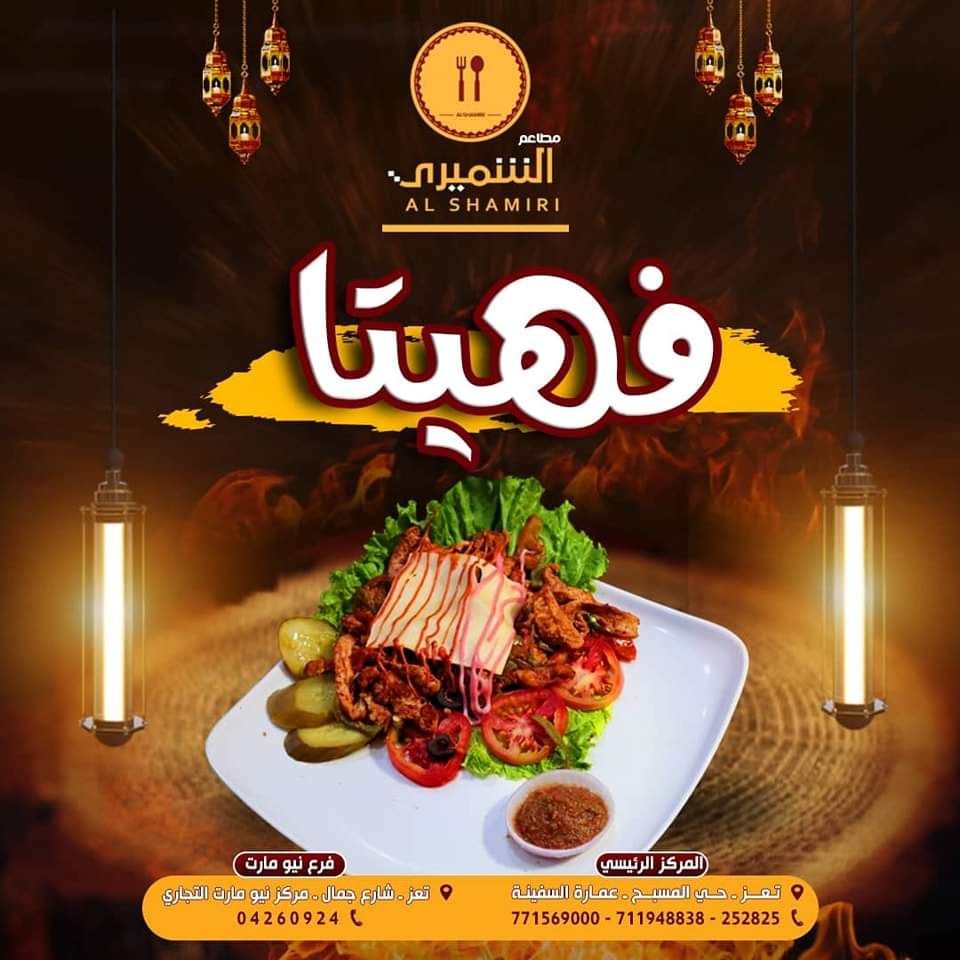 ALSHAMIRI
مطاعم
الشميري
AL SHAMIRI
فهيتا
المركز الرئيسي
تعز . حي المسبح . عمارة السفينة
771569000 - 711948838 - 252825
فرع نيو مارت
تعز . شارع جمال . مركز نيو مارت التجاري
04260924